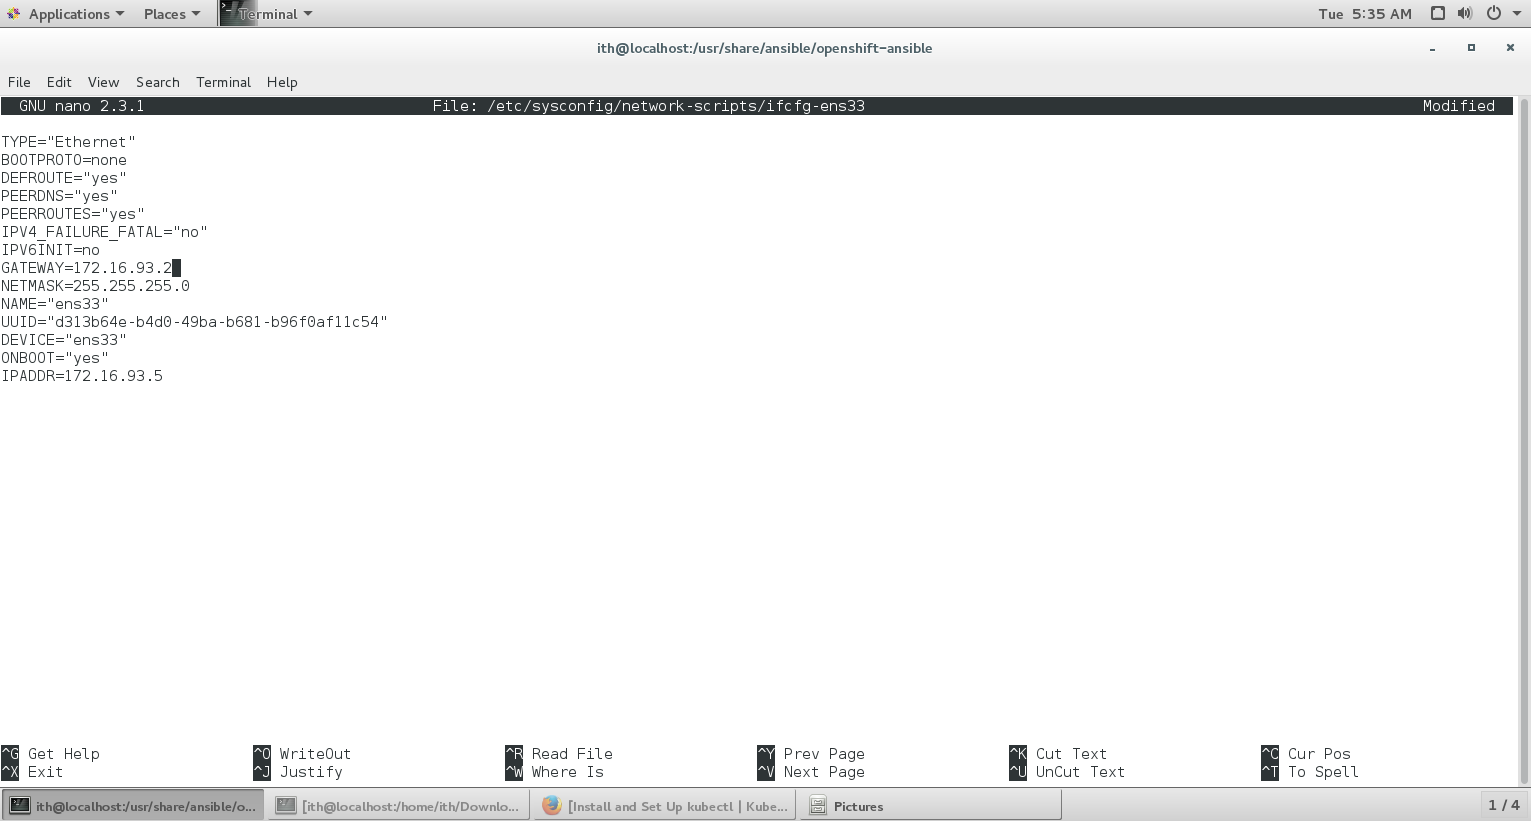 Applications Places Terminal Tue 5:35 AM
ith@localhost:/usr/share/ansible/openshift-ansible
File Edit View Search Terminal Help
GNU nano 2.3.1 File: /etc/sysconfig/network-scripts/ifcfg-ens33 Modified
TYPE="Ethernet"
BOOTPROTO=none
DEFROUTE="yes"
PEERDNS="yes"
PEERROUTES="yes"
IPV4_FAILURE_FATAL="no"
IPV6INIT=no
GATEWAY=172.16.93.2
NETMASK=255.255.255.0
NAME="ens33"
UUID="d313b64e-b4d0-49ba-b681-b96f0af11c54"
DEVICE="ens33"
ONBOOT="yes"
IPADDR=172.16.93.5
^G Get Help ^O WriteOut ^R Read File ^Y Prev Page ^K Cut Text ^C Cur Pos
^X Exit ^J Justify ^W Where Is ^V Next Page ^U UnCut Text ^T To Spell
ith@localhost:/usr/share/ansible/o... [ith@localhost:/home/ith/Downlo... [Install and Set Up kubectl | Kube... Pictures 1 / 4